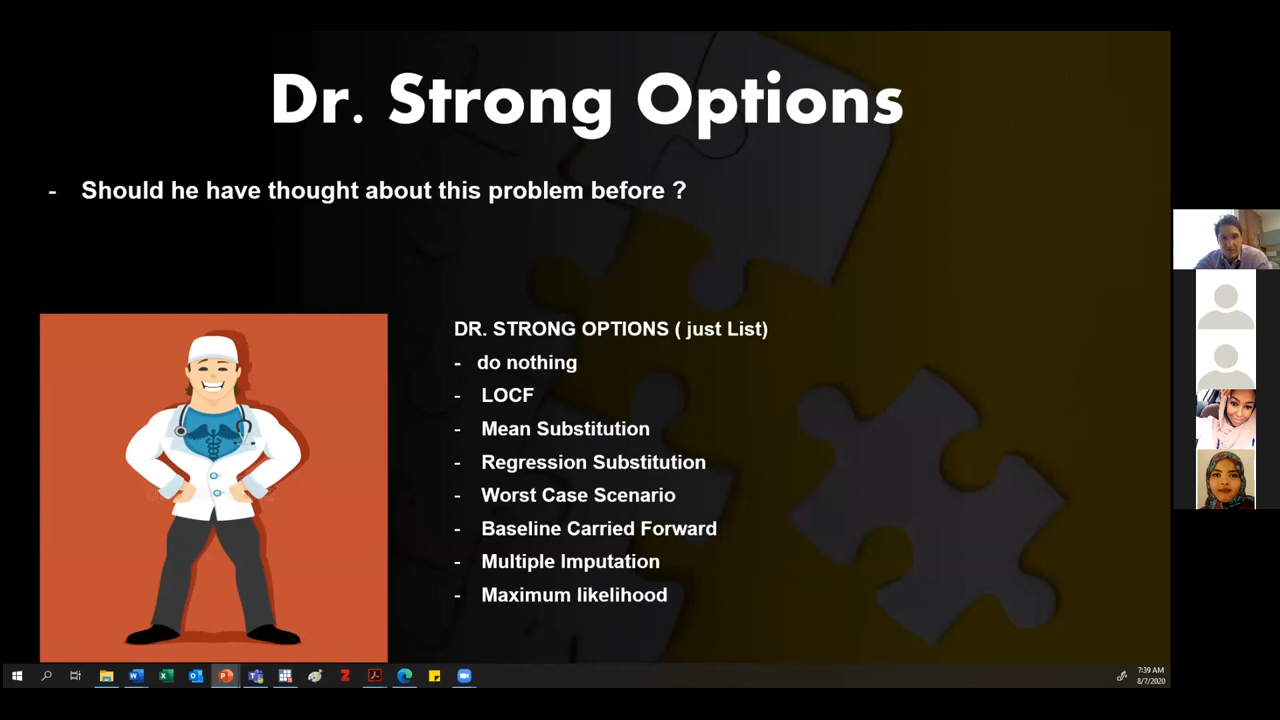 Dr. Strong Options
- Should he have thought about this problem before ?
DR. STRONG OPTIONS ( just List)
- do nothing
- LOCF
- Mean Substitution
- Regression Substitution
- Worst Case Scenario
- Baseline Carried Forward
- Multiple Imputation
- Maximum likelihood
7:39 AM
8/7/2020